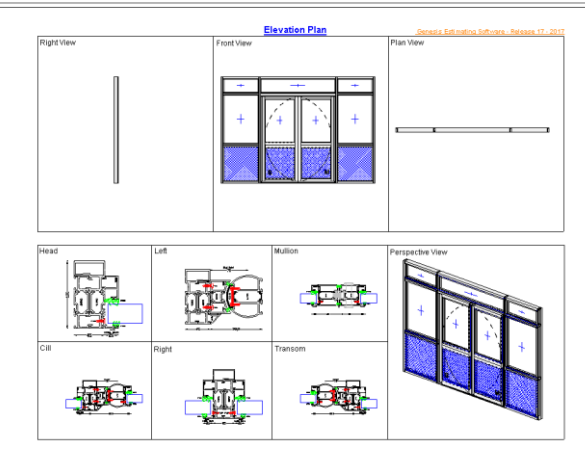 Elevation Plan
Genesis Estimating Software - Release 17 - 2017
Right View
Front View
Plan View
Head
Left
Mullion
Perspective View
Cill
Right
Transom